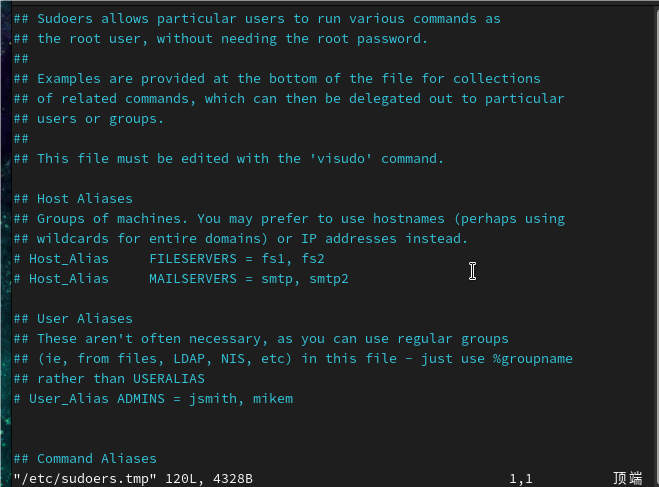 ## Sudoers allows particular users to run various commands as
## the root user, without needing the root password.
##
## Examples are provided at the bottom of the file for collections
## of related commands, which can then be delegated out to particular
## users or groups.
##
## This file must be edited with the 'visudo' command.
## Host Aliases
## Groups of machines. You may prefer to use hostnames (perhaps using
## wildcards for entire domains) or IP addresses instead.
# Host_Alias     FILESERVERS = fs1, fs2
# Host_Alias     MAILSERVERS = smtp, smtp2
## User Aliases
## These aren't often necessary, as you can use regular groups
## (ie, from files, LDAP, NIS, etc) in this file - just use %groupname
## rather than USERALIAS
# User_Alias ADMINS = jsmith, mikem
## Command Aliases
"/etc/sudoers.tmp" 120L, 4328B 1,1 顶端